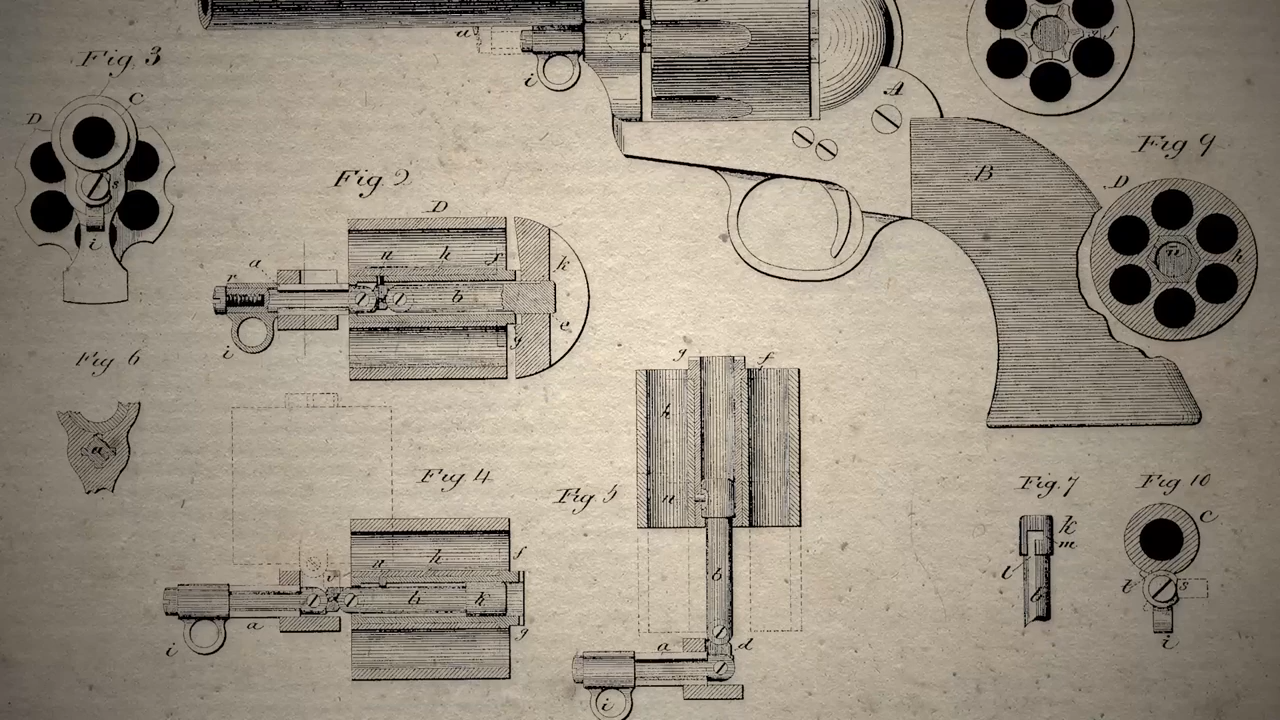 Fig. 3
C
D
s
i
u
i
A
B
Fig 9
D
n
h
Fig 2
D
a
r
n
h
f
k
b
e
g
i
Fig 6
a
Fig 4
f
n
h
v
d
b
k
a
g
i
Fig 5
g
f
h
n
b
a
d
i
Fig. 7
k
m
l
b
Fig 10
C
t
s
i